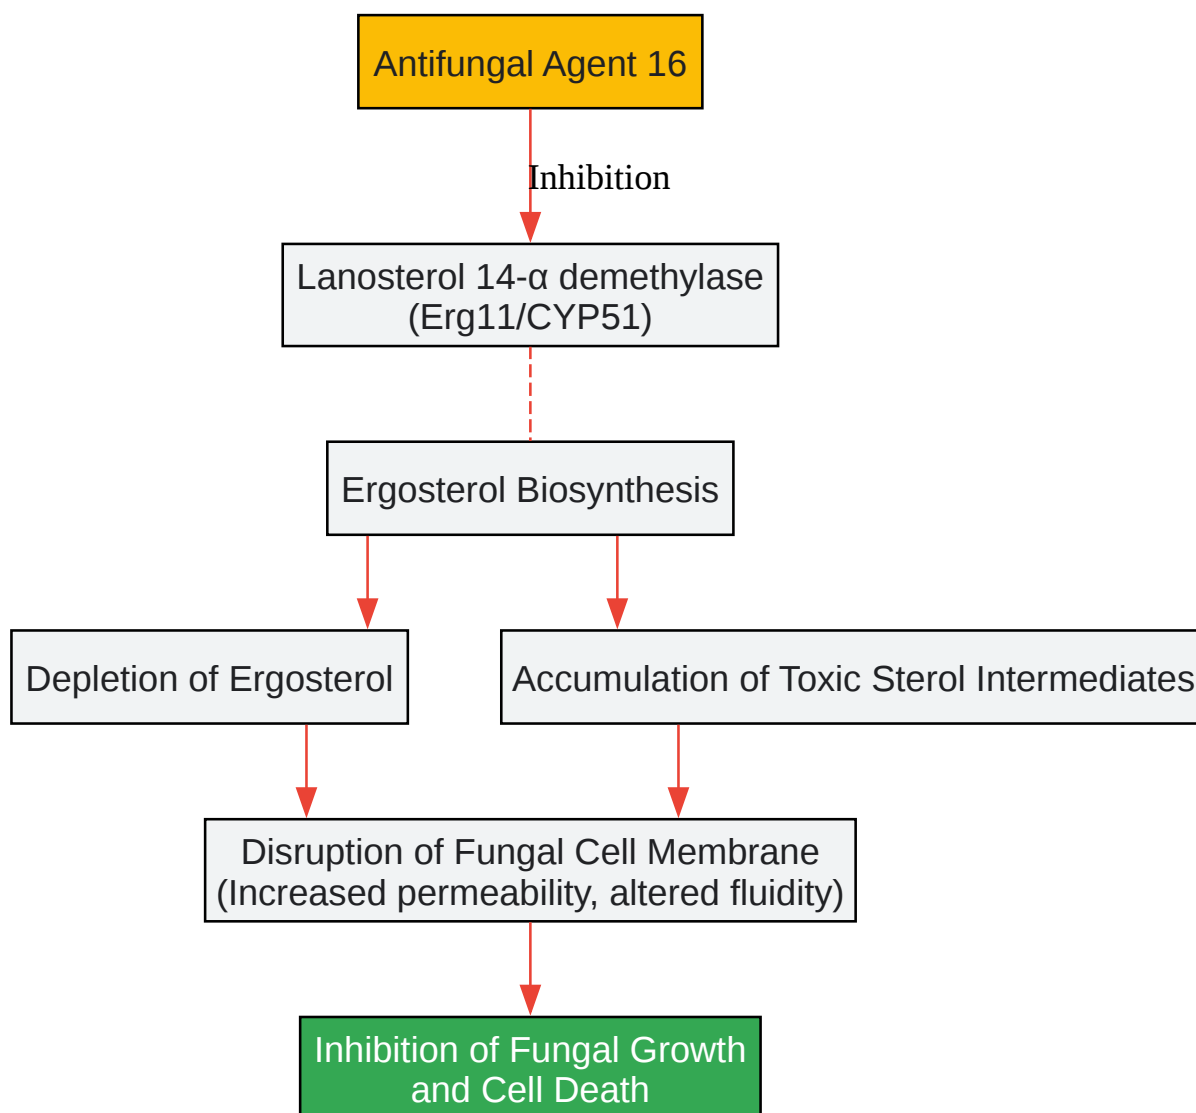 Antifungal Agent 16
Inhibition
Lanosterol 14-α demethylase
(Erg11/CYP51)
Ergosterol Biosynthesis
Depletion of Ergosterol
Accumulation of Toxic Sterol Intermediates
Disruption of Fungal Cell Membrane
(Increased permeability, altered fluidity)
Inhibition of Fungal Growth
and Cell Death